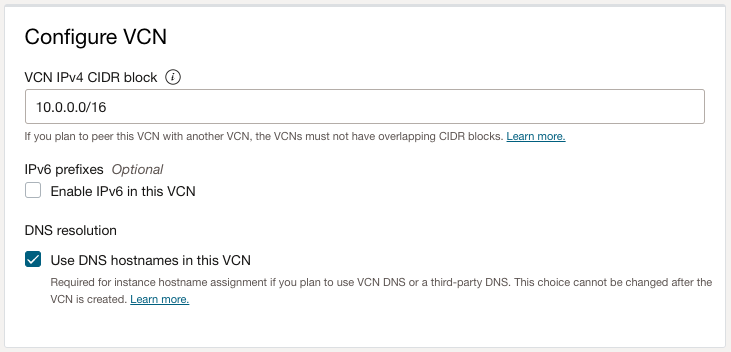 Configure VCN
VCN IPv4 CIDR block i
10.0.0.0/16
If you plan to peer this VCN with another VCN, the VCNs must not have overlapping CIDR blocks. Learn more.
IPv6 prefixes Optional
Enable IPv6 in this VCN
DNS resolution
Use DNS hostnames in this VCN
Required for instance hostname assignment if you plan to use VCN DNS or a third-party DNS. This choice cannot be changed after the
VCN is created. Learn more.